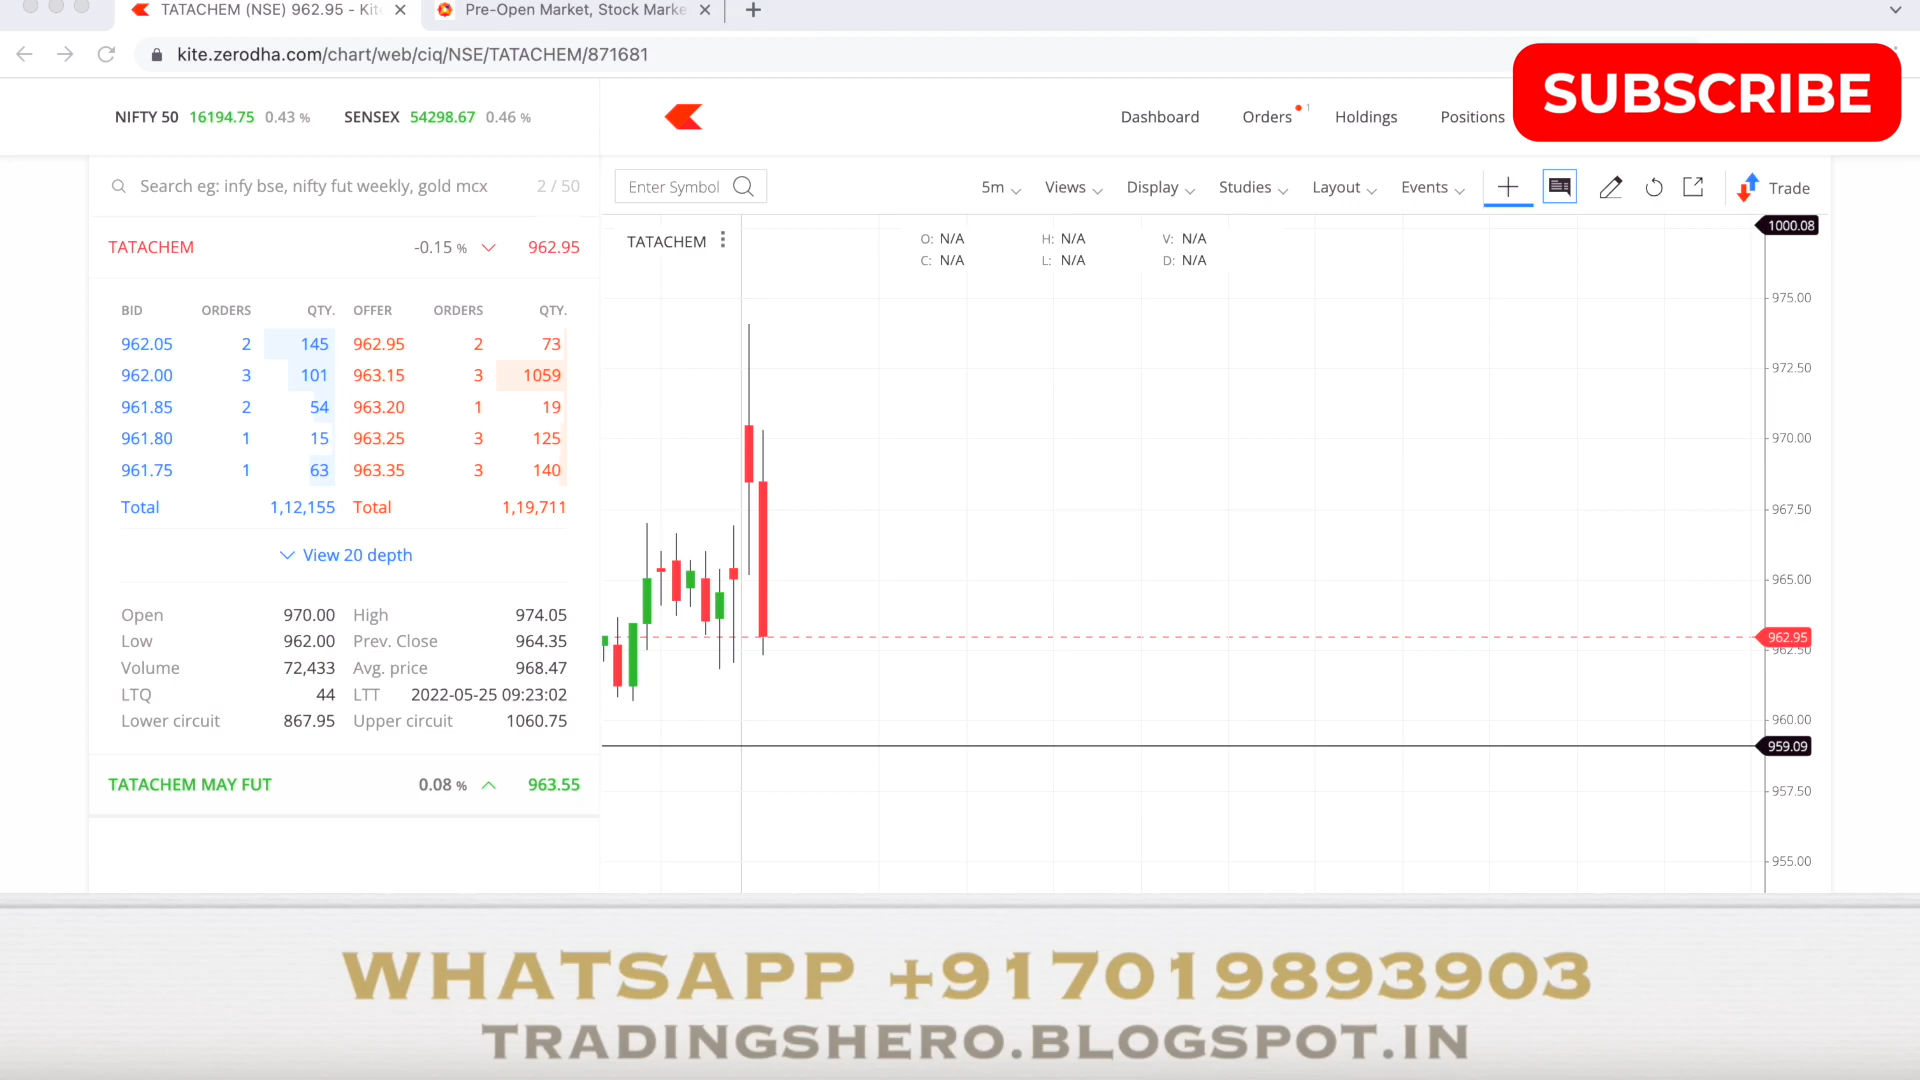 TATACHEM (NSE) 962.95 - Kit
Pre-Open Market, Stock Marke
kite.zerodha.com/chart/web/ciq/NSE/TATACHEM/871681
SUBSCRIBE
NIFTY 50 16194.75 0.43 % SENSEX 54298.67 0.46 %
Dashboard Orders 1 Holdings Positions
Search eg: infy bse, nifty fut weekly, gold mcx 2 / 50
Enter Symbol 5m Views Display Studies Layout Events Trade
TATACHEM -0.15 % 962.95
TATACHEM O: N/A H: N/A V: N/A
C: N/A L: N/A D: N/A
BID ORDERS QTY. OFFER ORDERS QTY.
962.05 2 145 962.95 2 73
962.00 3 101 963.15 3 1059
961.85 2 54 963.20 1 19
961.80 1 15 963.25 3 125
961.75 1 63 963.35 3 140
Total 1,12,155 Total 1,19,711
View 20 depth
Open 970.00 High 974.05
Low 962.00 Prev. Close 964.35
Volume 72,433 Avg. price 968.47
LTQ 44 LTT 2022-05-25 09:23:02
Lower circuit 867.95 Upper circuit 1060.75
TATACHEM MAY FUT 0.08 % 963.55
1000.08
975.00
972.50
970.00
967.50
965.00
962.95
962.50
960.00
959.09
957.50
955.00
WHATSAPP +917019893903
TRADINGSHERO.BLOGSPOT.IN